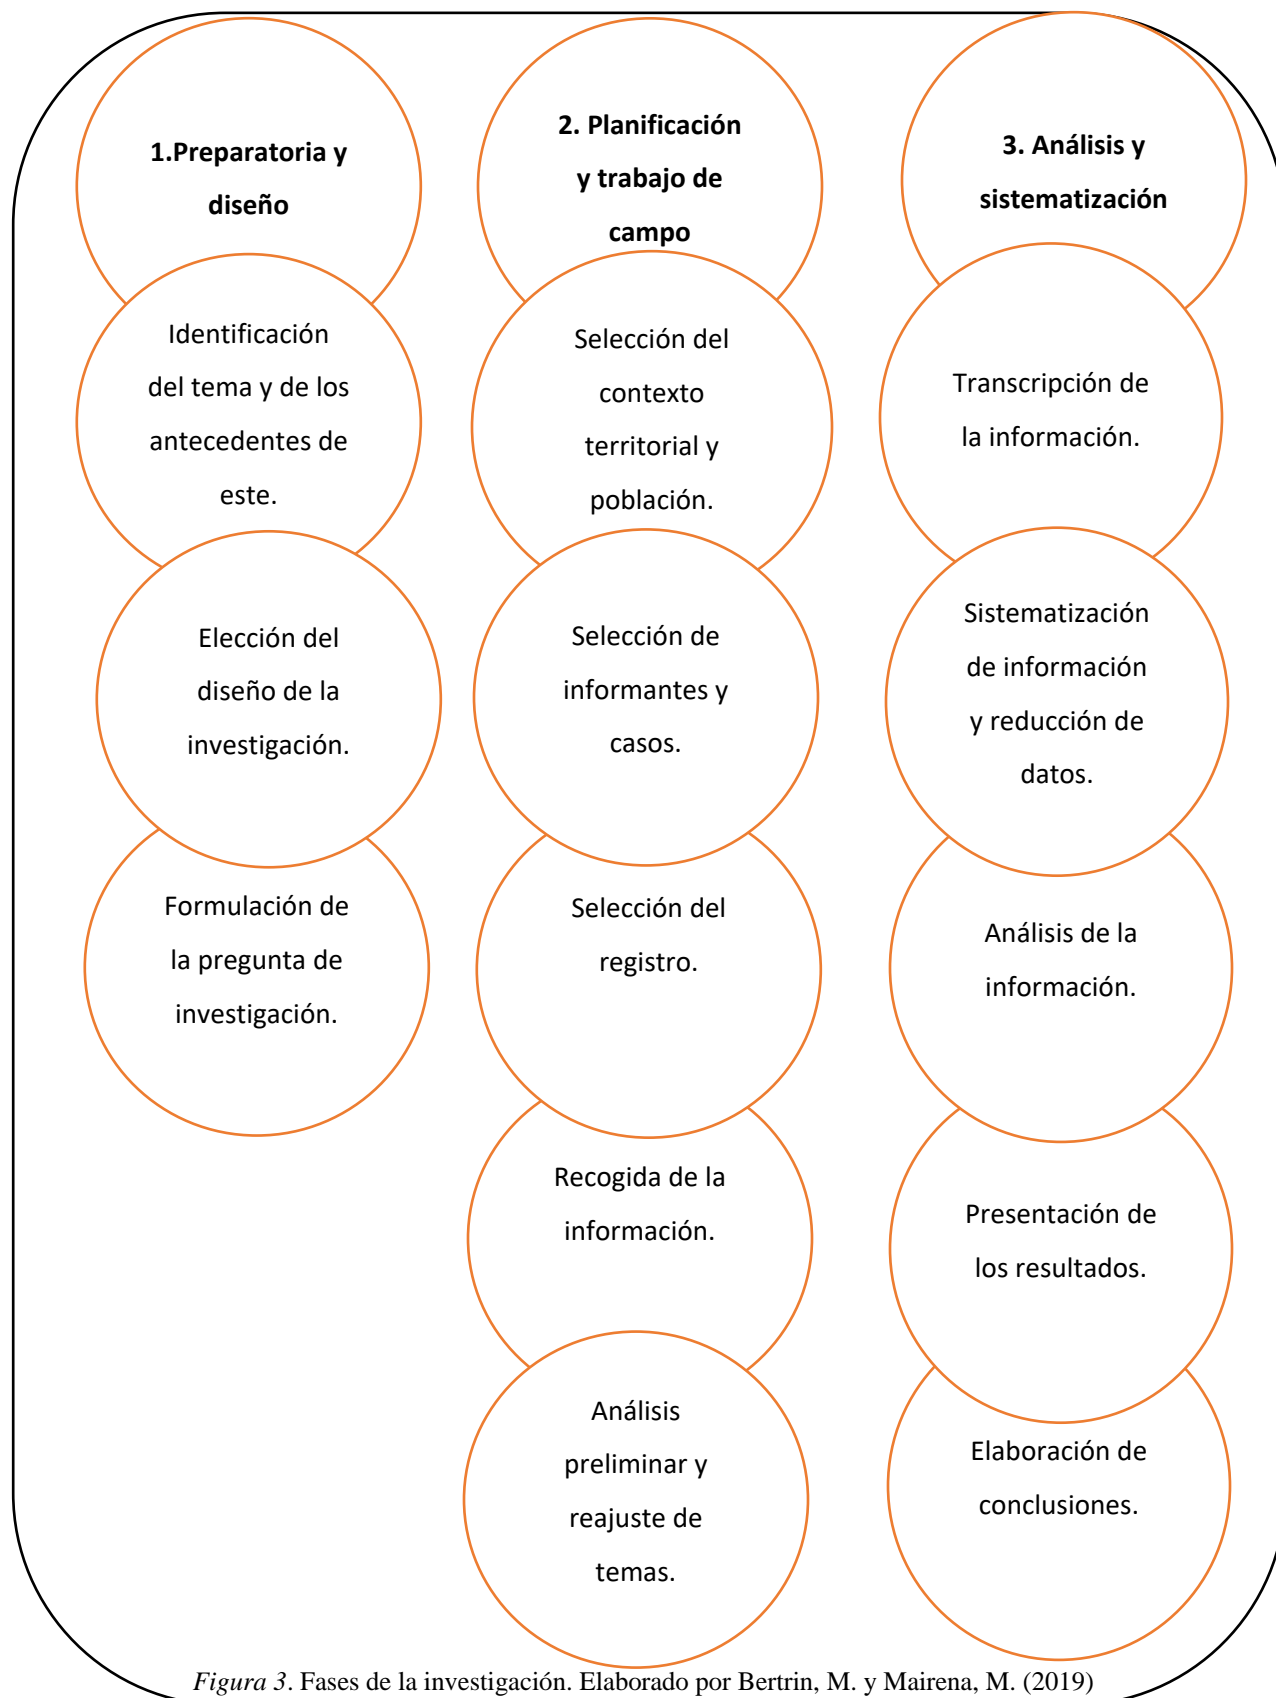 1.Preparatoria y
diseño
Identificación
del tema y de los
antecedentes de
este.
Elección del
diseño de la
investigación.
Formulación de
la pregunta de
investigación.
2. Planificación
y trabajo de
campo
Selección del
contexto
territorial y
población.
Selección de
informantes y
casos.
Selección del
registro.
Recogida de la
información.
Análisis
preliminar y
reajuste de
temas.
3. Análisis y
sistematización
Transcripción de
la información.
Sistematización
de información
y reducción de
datos.
Análisis de la
información.
Presentación de
los resultados.
Elaboración de
conclusiones.
Figura 3. Fases de la investigación. Elaborado por Bertrin, M. y Mairena, M. (2019)